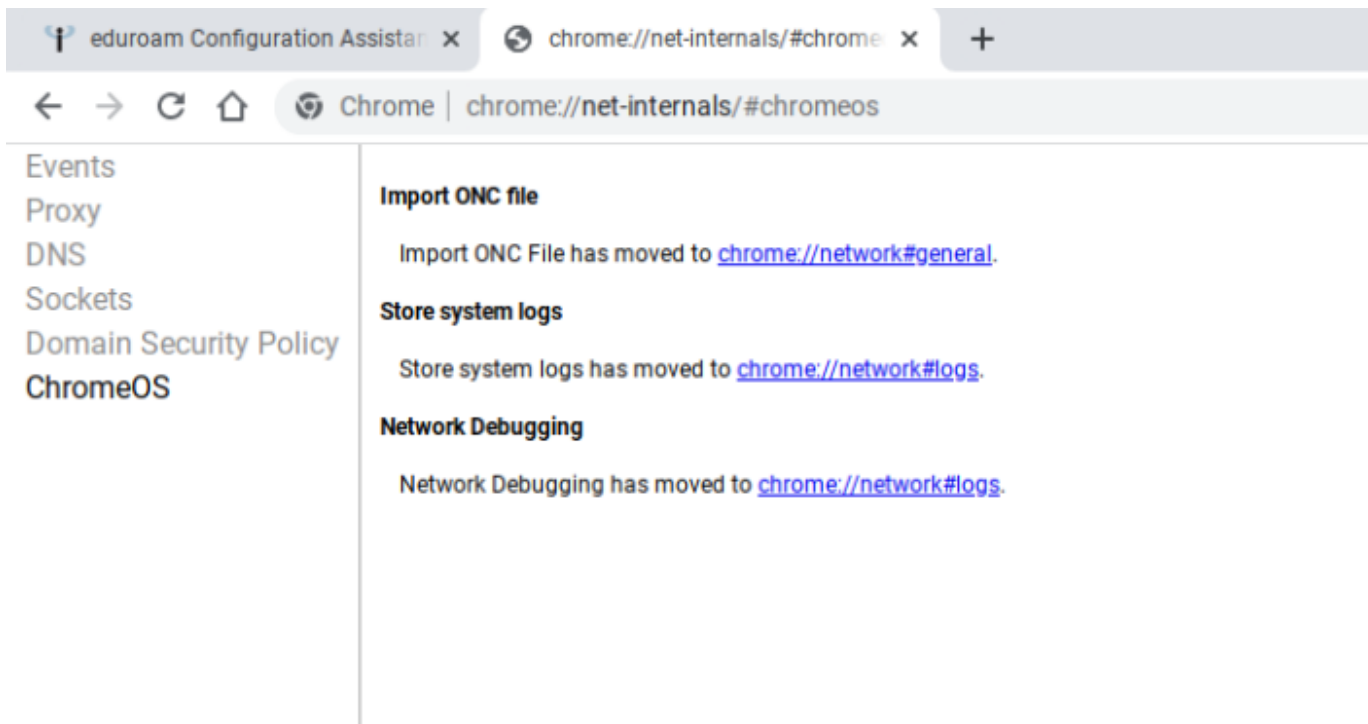 eduroam Configuration Assistan
chrome://net-internals/#chrome
Chrome | chrome://net-internals/#chromeos
Events
Proxy
DNS
Sockets
Domain Security Policy
ChromeOS
Import ONC file
Import ONC File has moved to chrome://network#general.
Store system logs
Store system logs has moved to chrome://network#logs.
Network Debugging
Network Debugging has moved to chrome://network#logs.